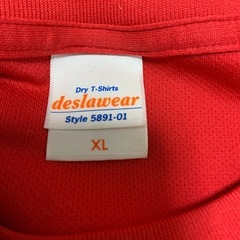 Dry T-Shirts
deslawear
Style 5891-01
XL